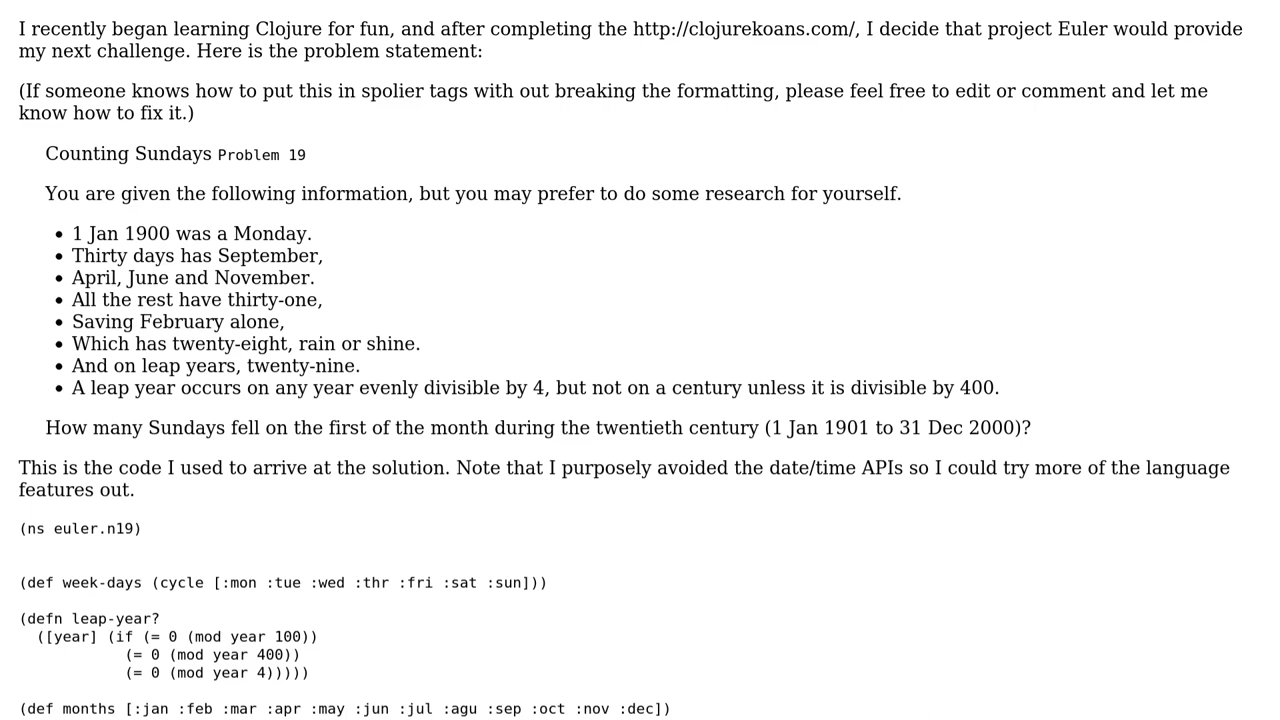 I recently began learning Clojure for fun, and after completing the http://clojurekoans.com/, I decide that project Euler would provide
my next challenge. Here is the problem statement:
(If someone knows how to put this in spolier tags with out breaking the formatting, please feel free to edit or comment and let me
know how to fix it.)
Counting Sundays Problem 19
You are given the following information, but you may prefer to do some research for yourself.
• 1 Jan 1900 was a Monday.
• Thirty days has September,
• April, June and November.
• All the rest have thirty-one,
• Saving February alone,
• Which has twenty-eight, rain or shine.
• And on leap years, twenty-nine.
• A leap year occurs on any year evenly divisible by 4, but not on a century unless it is divisible by 400.
How many Sundays fell on the first of the month during the twentieth century (1 Jan 1901 to 31 Dec 2000)?
This is the code I used to arrive at the solution. Note that I purposely avoided the date/time APIs so I could try more of the language
features out.
(ns euler.n19)
(def week-days (cycle [:mon :tue :wed :thr :fri :sat :sun]))
(defn leap-year?
  ([year] (if (= 0 (mod year 100))
            (= 0 (mod year 400))
            (= 0 (mod year 4)))))
(def months [:jan :feb :mar :apr :may :jun :jul :agu :sep :oct :nov :dec])